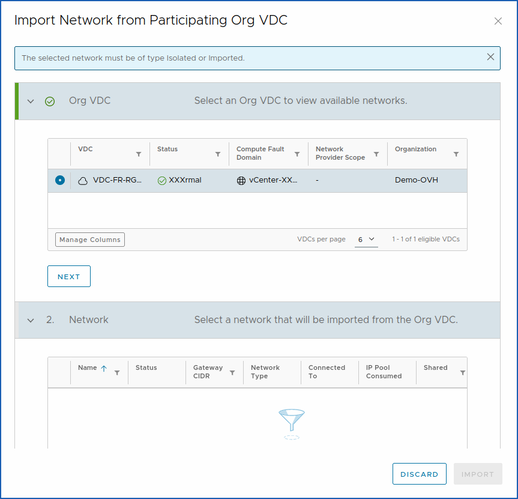 Import Network from Participating Org VDC
The selected network must be of type Isolated or Imported.
Org VDC Select an Org VDC to view available networks.
VDC Status Compute Fault Domain Network Provider Scope Organization
VDC-FR-RG... XXXrmal vCenter-XX... - Demo-OVH
Manage Columns VDCs per page 6 1 - 1 of 1 eligible VDCs
NEXT
2. Network Select a network that will be imported from the Org VDC.
Name Status Gateway CIDR Network Type Connected To IP Pool Consumed Shared
DISCARD IMPORT